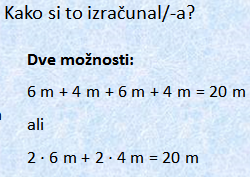 Kako si to izračunal/-a?
Dve možnosti:
6 m + 4 m + 6 m + 4 m = 20 m
ali
2 · 6 m + 2 · 4 m = 20 m